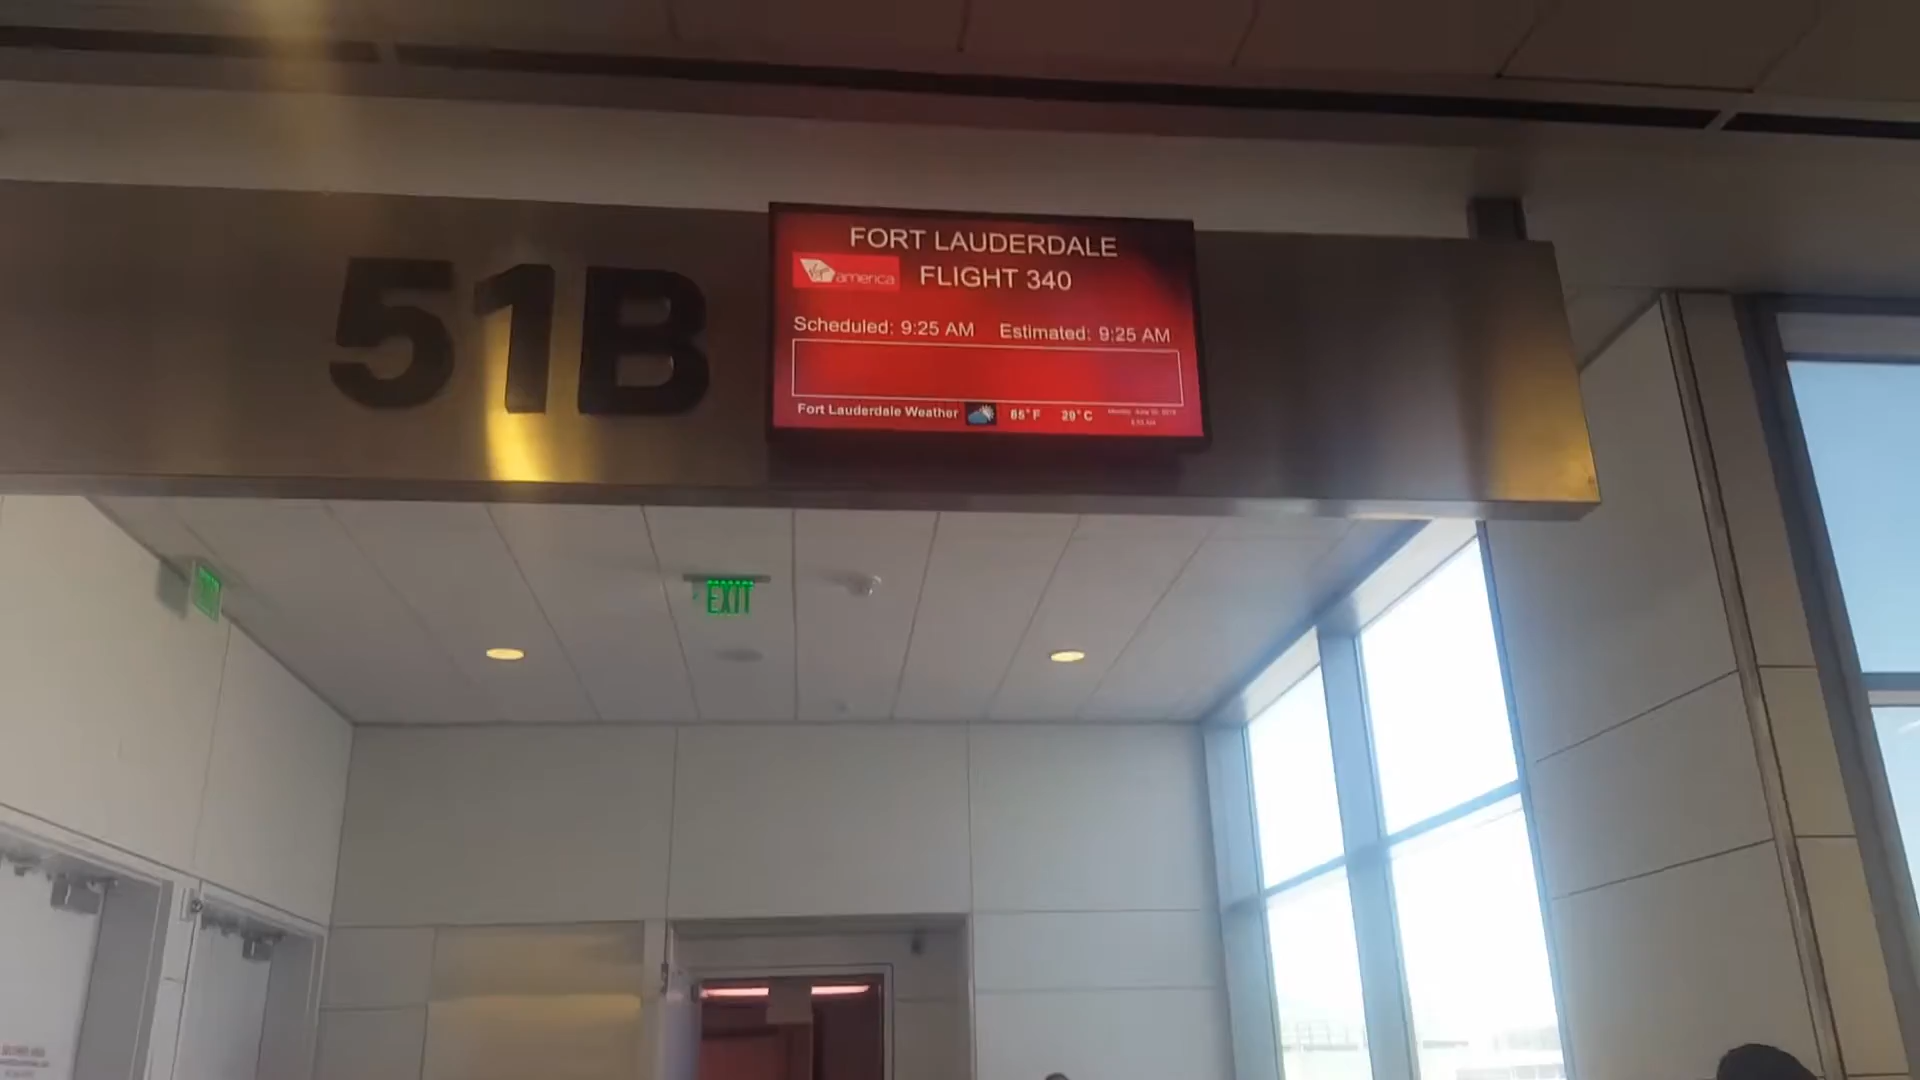 51B
FORT LAUDERDALE
virgin america
FLIGHT 340
Scheduled: 9:25 AM Estimated: 9:25 AM
Fort Lauderdale Weather 85°F 29°C
EXIT